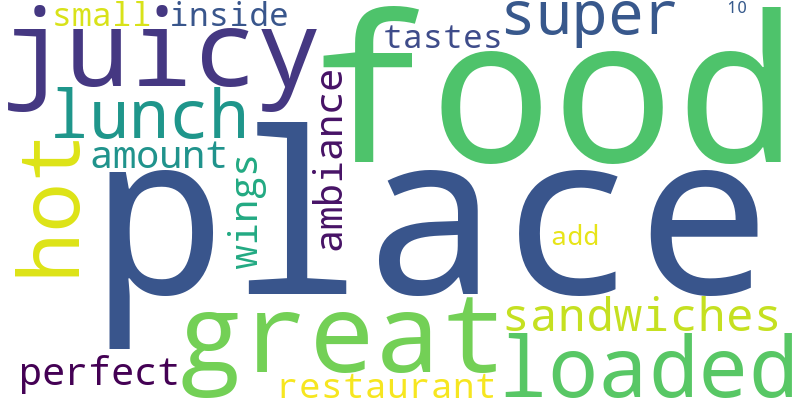 small
inside
juicy
super
10
tastes
food
lunch
amount
hot
wings
ambiance
place
add
great
sandwiches
perfect
restaurant
loaded